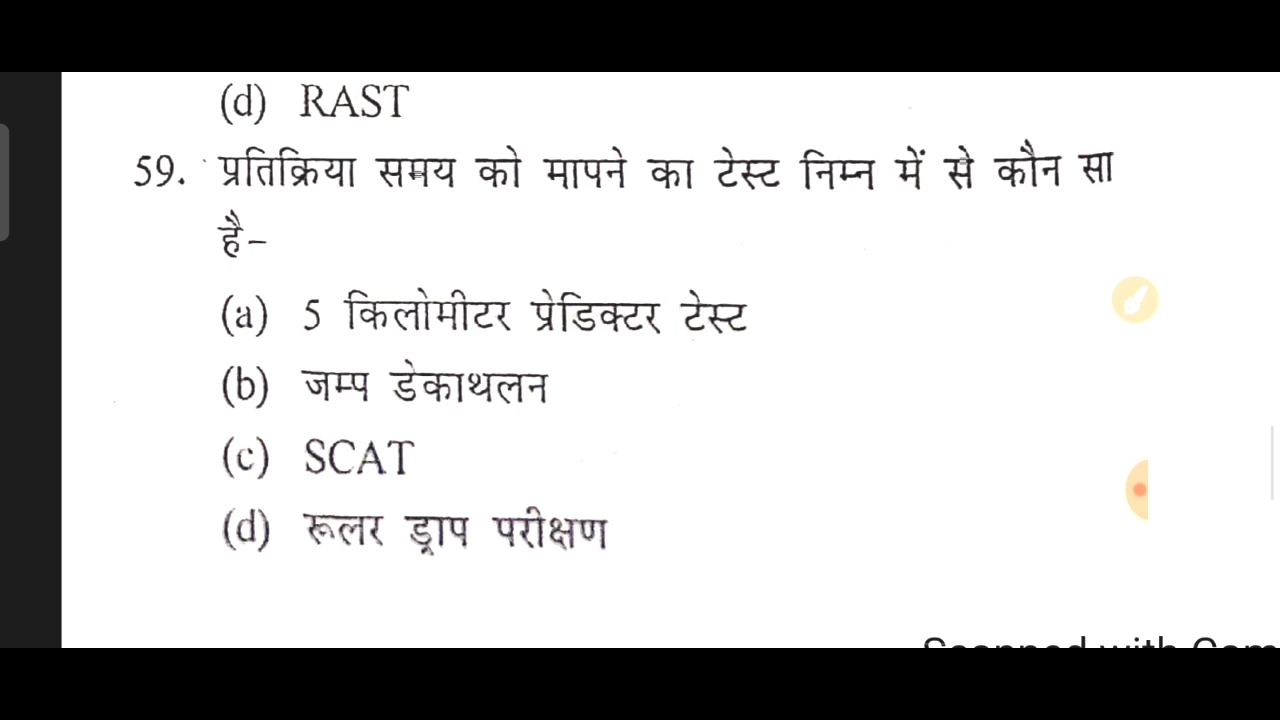 (d) RAST
59. प्रतिक्रिया समय को मापने का टेस्ट निम्न में से कौन सा
है-
(a) 5 किलोमीटर प्रेडिक्टर टेस्ट
(b) जम्प डेकाथलन
(c) SCAT
(d) रूलर ड्राप परीक्षण